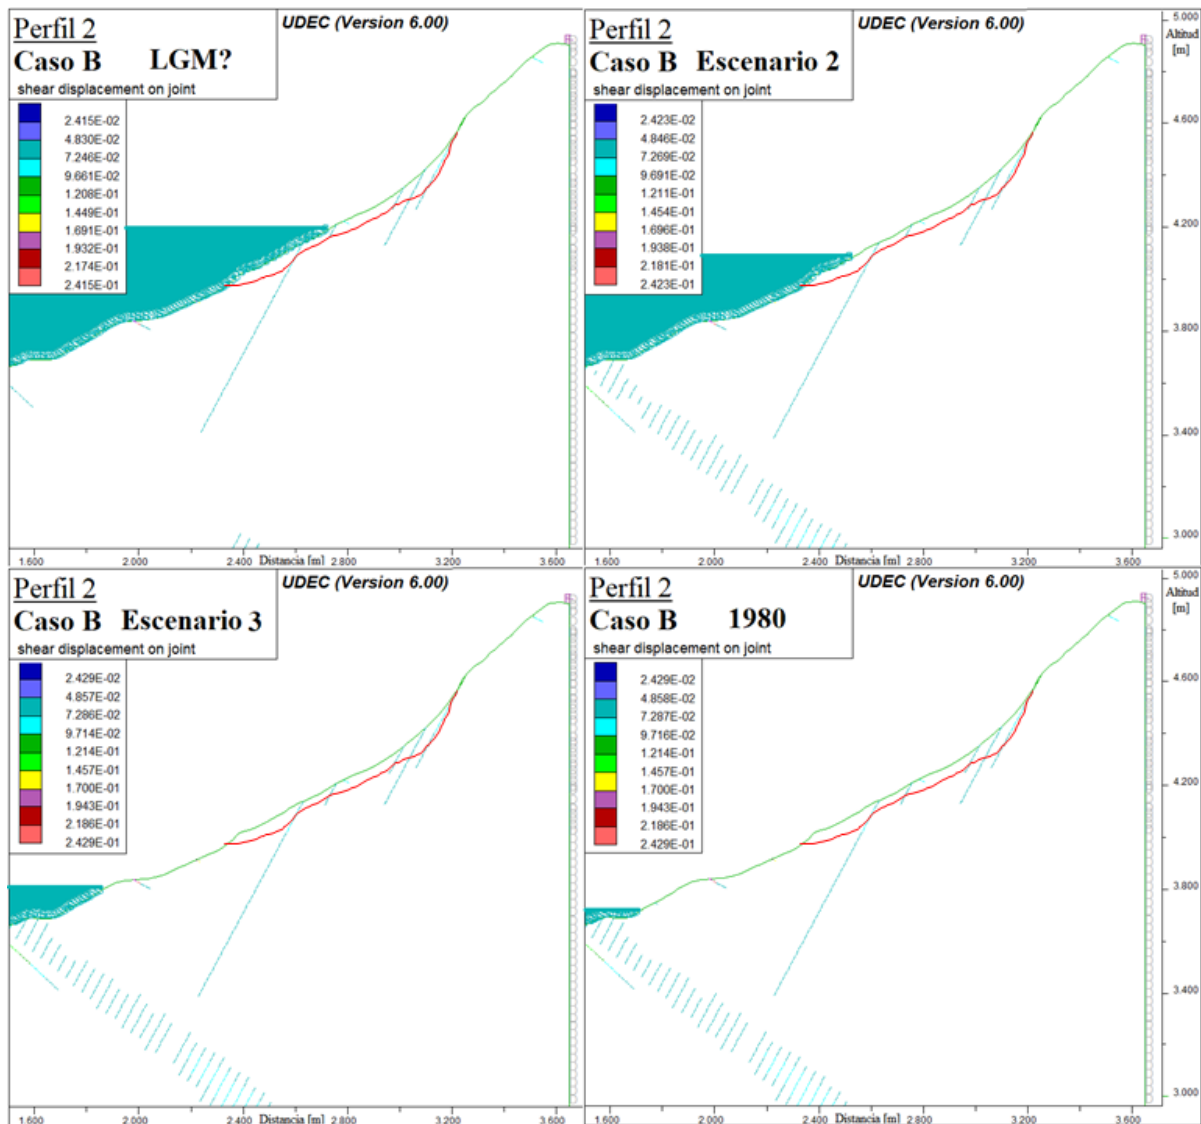 Perfil 2
UDEC (Version 6.00)
Caso B LGM?
shear displacement on joint
2.415E-02
4.830E-02
7.246E-02
9.661E-02
1.208E-01
1.449E-01
1.691E-01
1.932E-01
2.174E-01
2.415E-01
1.600 2.000 2.400 Distancia [m] 2.800 3.200 3.600
Perfil 2
UDEC (Version 6.00)
Caso B Escenario 2
shear displacement on joint
2.423E-02
4.846E-02
7.269E-02
9.691E-02
1.211E-01
1.454E-01
1.696E-01
1.938E-01
2.181E-01
2.423E-01
5.000
Altitud
[m]
4.600
4.200
3.800
3.400
3.000
1.600 2.000 2.400 Distancia [m] 2.800 3.200 3.600
Perfil 2
UDEC (Version 6.00)
Caso B Escenario 3
shear displacement on joint
2.429E-02
4.857E-02
7.286E-02
9.714E-02
1.214E-01
1.457E-01
1.700E-01
1.943E-01
2.186E-01
2.429E-01
1.600 2.000 2.400 Distancia [m] 2.800 3.200 3.600
Perfil 2
UDEC (Version 6.00)
Caso B 1980
shear displacement on joint
2.429E-02
4.858E-02
7.287E-02
9.716E-02
1.214E-01
1.457E-01
1.700E-01
1.943E-01
2.186E-01
2.429E-01
5.000
Altitud
[m]
4.600
4.200
3.800
3.400
3.000
1.600 2.000 2.400 Distancia [m] 2.800 3.200 3.600